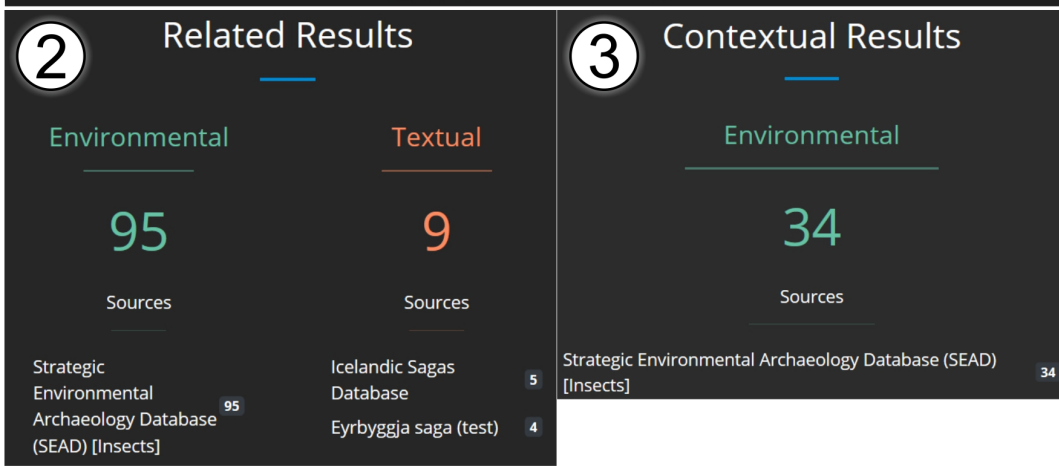 2
Related Results
Environmental
95
Sources
Strategic
Environmental
Archaeology Database
(SEAD) [Insects]
95
Textual
9
Sources
Icelandic Sagas
Database
5
Eyrbyggja saga (test)
4
3
Contextual Results
Environmental
34
Sources
Strategic Environmental Archaeology Database (SEAD)
[Insects]
34